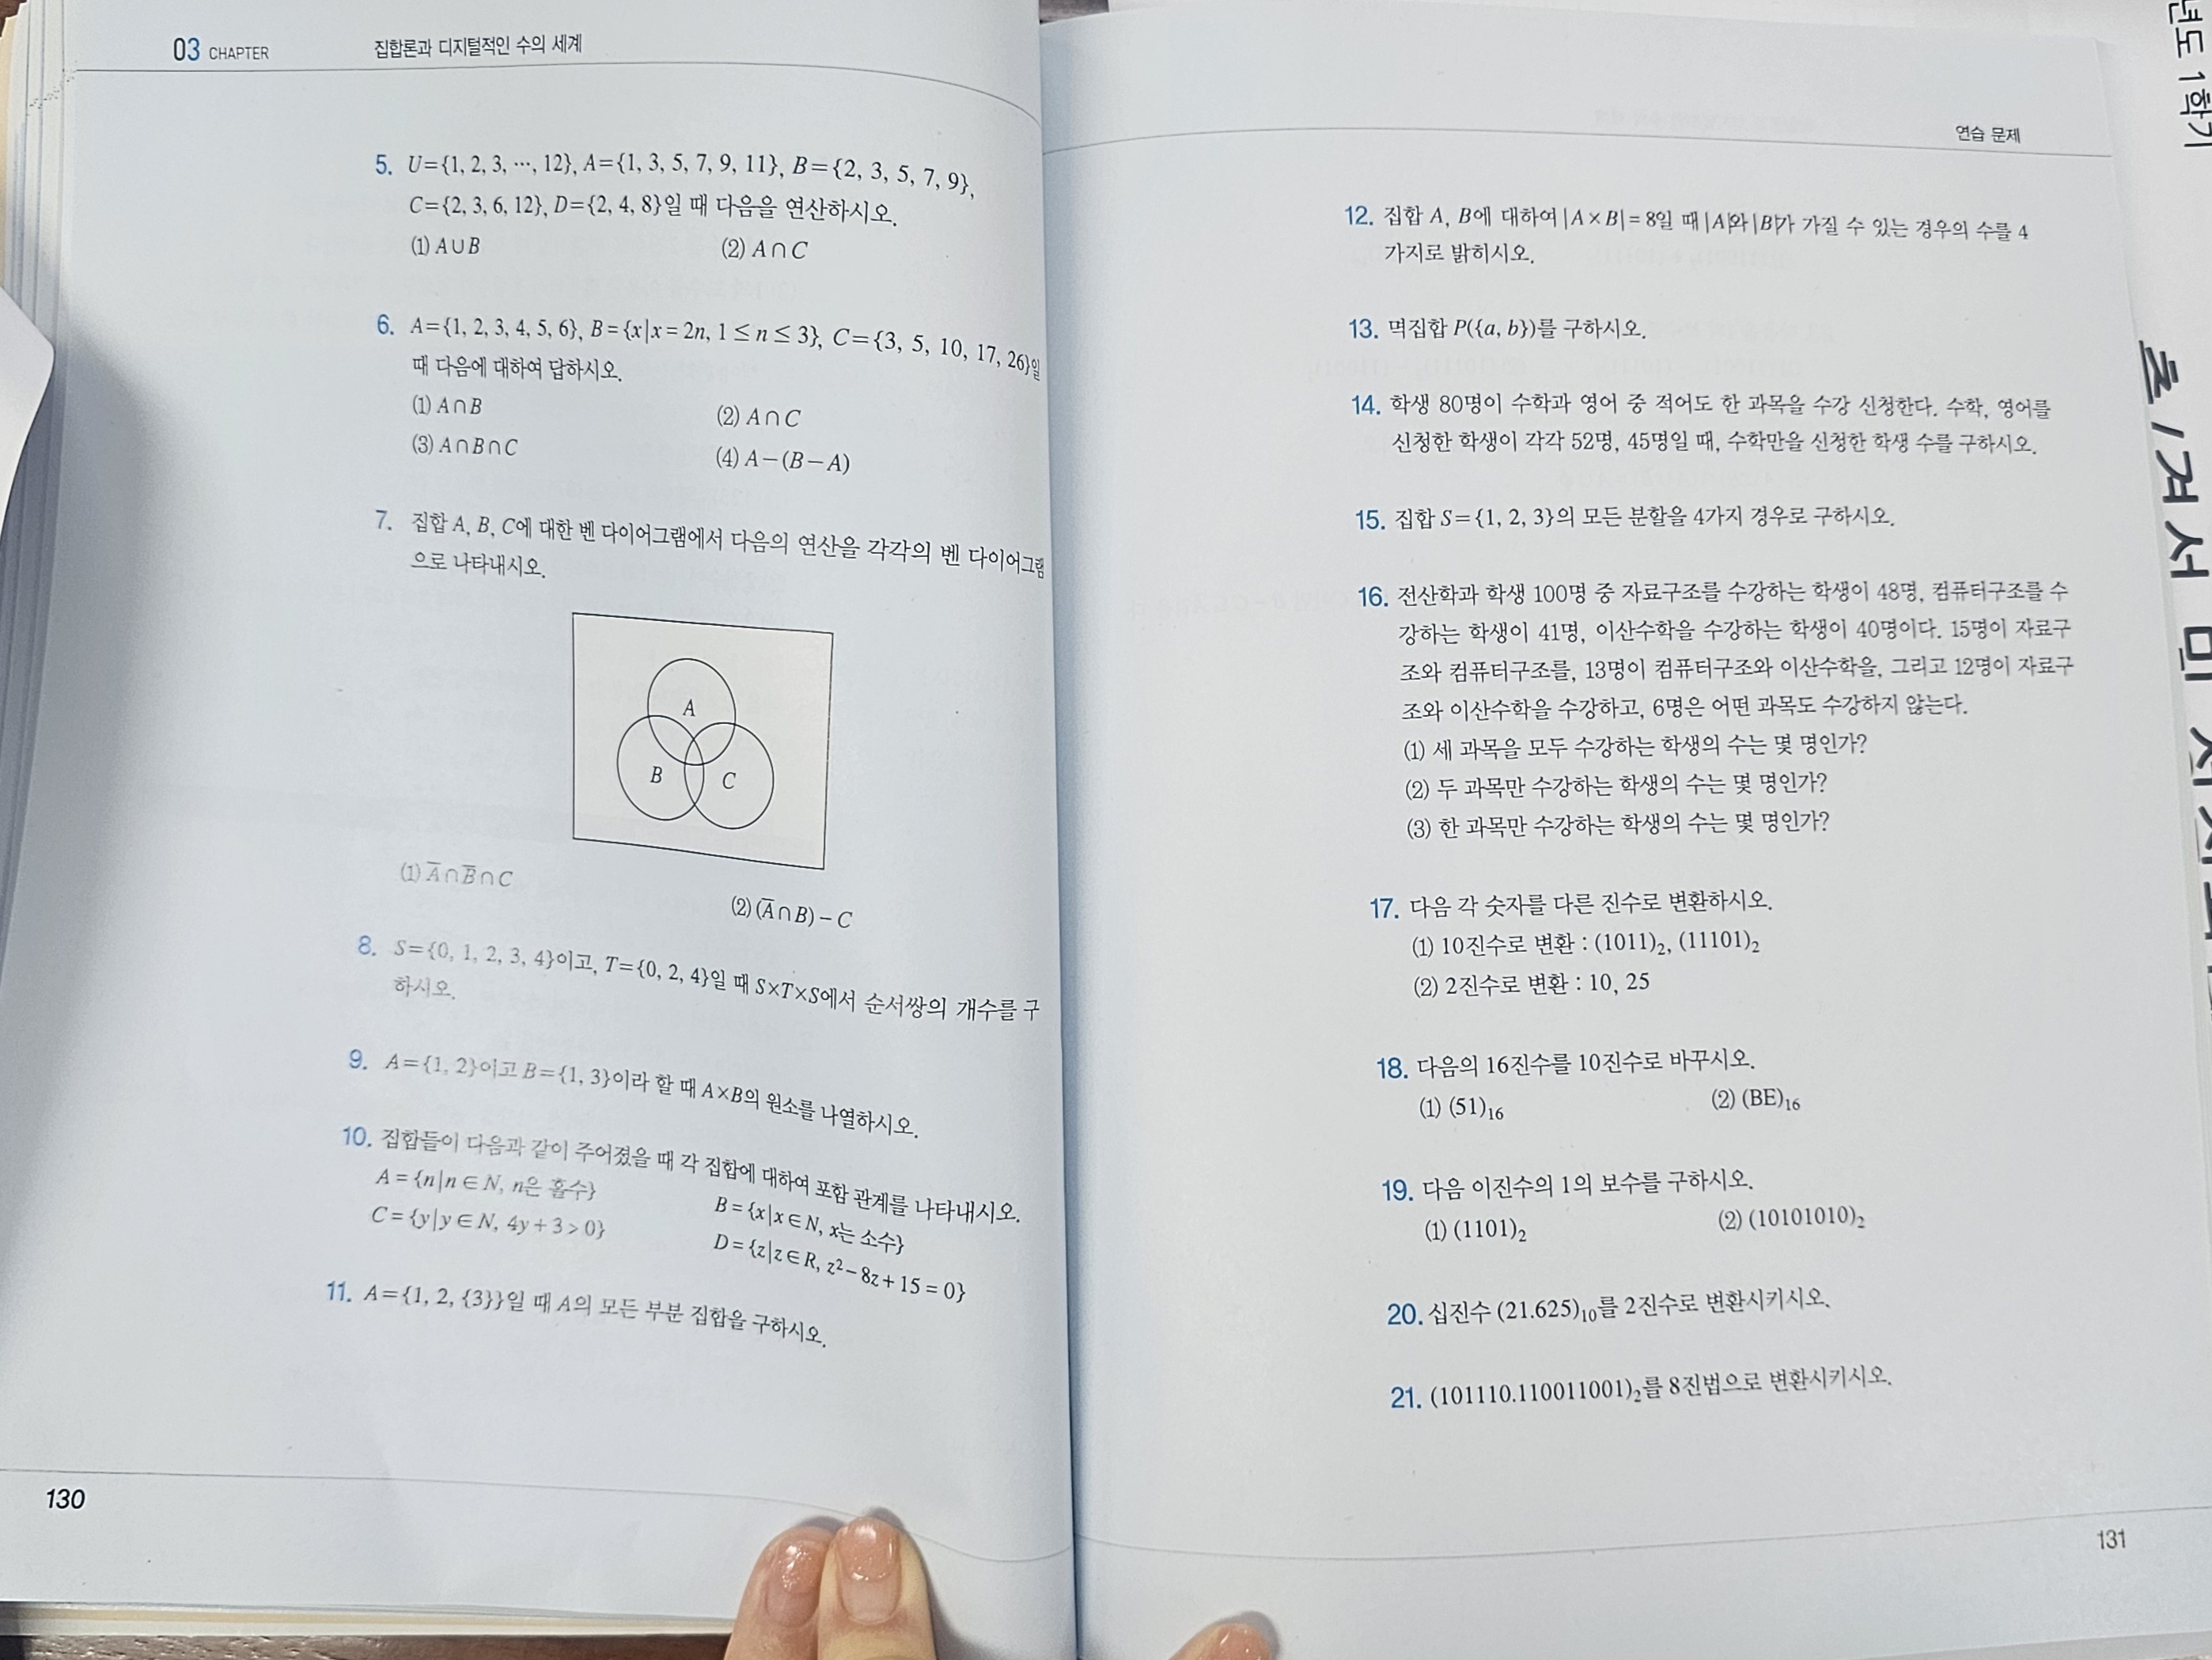 03 CHAPTER 집합론과 디지털적인 수의 세계
5. U={1, 2, 3, ···, 12}, A={1, 3, 5, 7, 9, 11}, B={2, 3, 5, 7, 9},
C={2, 3, 6, 12}, D={2, 4, 8}일 때 다음을 연산하시오.
(1) A∪B (2) A∩C
6. A={1, 2, 3, 4, 5, 6}, B={x|x=2n, 1≤n≤3}, C={3, 5, 10, 17, 26}일
때 다음에 대하여 답하시오.
(1) A∩B (2) A∩C
(3) A∩B∩C (4) A−(B−A)
7. 집합 A, B, C에 대한 벤 다이어그램에서 다음의 연산을 각각의 벤 다이어그램
으로 나타내시오.
A
B C
(1) A̅∩B̅∩C (2) (A̅∩B)−C
8. S={0, 1, 2, 3, 4}이고, T={0, 2, 4}일 때 S×T×S에서 순서쌍의 개수를 구
하시오.
9. A={1, 2}이고 B={1, 3}이라 할 때 A×B의 원소를 나열하시오.
10. 집합들이 다음과 같이 주어졌을 때 각 집합에 대하여 포함 관계를 나타내시오.
A={n|n∈N, n은 홀수} B={x|x∈N, x는 소수}
C={y|y∈N, 4y+3>0} D={z|z∈R, z²−8z+15=0}
11. A={1, 2, {3}}일 때 A의 모든 부분 집합을 구하시오.
130
연습 문제
12. 집합 A, B에 대하여 |A×B|=8일 때 |A|와 |B|가 가질 수 있는 경우의 수를 4
가지로 밝히시오.
13. 멱집합 P({a, b})를 구하시오.
14. 학생 80명이 수학과 영어 중 적어도 한 과목을 수강 신청한다. 수학, 영어를
신청한 학생이 각각 52명, 45명일 때, 수학만을 신청한 학생 수를 구하시오.
15. 집합 S={1, 2, 3}의 모든 분할을 4가지 경우로 구하시오.
16. 전산학과 학생 100명 중 자료구조를 수강하는 학생이 48명, 컴퓨터구조를 수
강하는 학생이 41명, 이산수학을 수강하는 학생이 40명이다. 15명이 자료구
조와 컴퓨터구조를, 13명이 컴퓨터구조와 이산수학을, 그리고 12명이 자료구
조와 이산수학을 수강하고, 6명은 어떤 과목도 수강하지 않는다.
(1) 세 과목을 모두 수강하는 학생의 수는 몇 명인가?
(2) 두 과목만 수강하는 학생의 수는 몇 명인가?
(3) 한 과목만 수강하는 학생의 수는 몇 명인가?
17. 다음 각 숫자를 다른 진수로 변환하시오.
(1) 10진수로 변환 : (1011)₂, (11101)₂
(2) 2진수로 변환 : 10, 25
18. 다음의 16진수를 10진수로 바꾸시오.
(1) (51)₁₆ (2) (BE)₁₆
19. 다음 이진수의 1의 보수를 구하시오.
(1) (1101)₂ (2) (10101010)₂
20. 십진수 (21.625)₁₀를 2진수로 변환시키시오.
21. (101110.110011001)₂를 8진법으로 변환시키시오.
131
년도 1학기